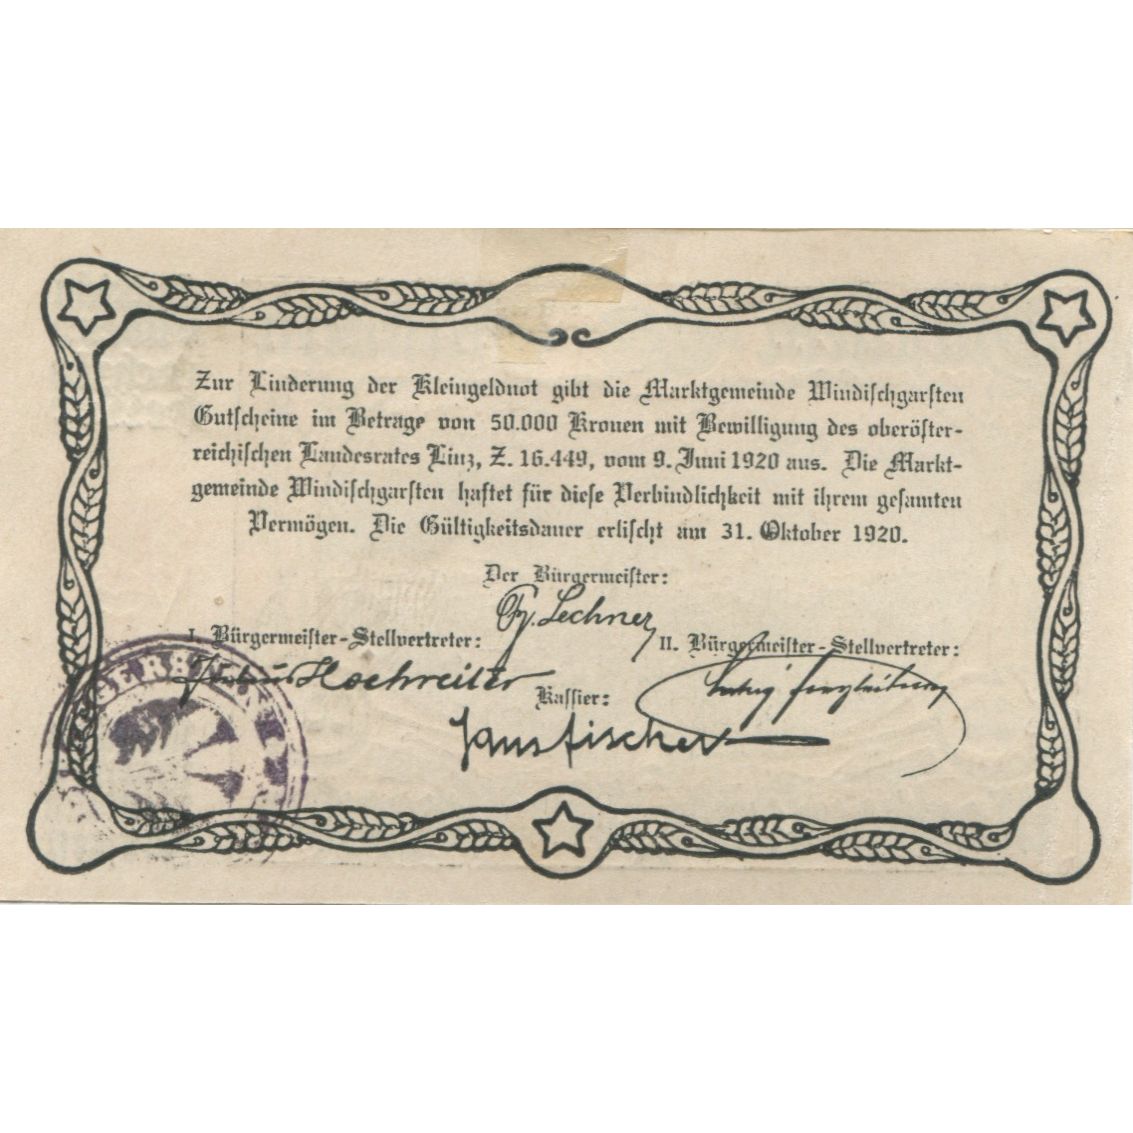 Zur Linderung der Kleingeldnot gibt die Marktgemeinde Windischgarsten
Gutscheine im Betrage von 50.000 Kronen mit Bewilligung des oberöster-
reichischen Landesrates Linz, Z. 16.449, vom 9. Juni 1920 aus. Die Markt-
gemeinde Windischgarsten haftet für diese Verbindlichkeit mit ihrem gesamten
Vermögen. Die Gültigkeitsdauer erlischt am 31. Oktober 1920.
Der Bürgermeister:
Lechner
I. Bürgermeister-Stellvertreter:
II. Bürgermeister-Stellvertreter:
Hochreiter
Kassier:
Hans Fischer